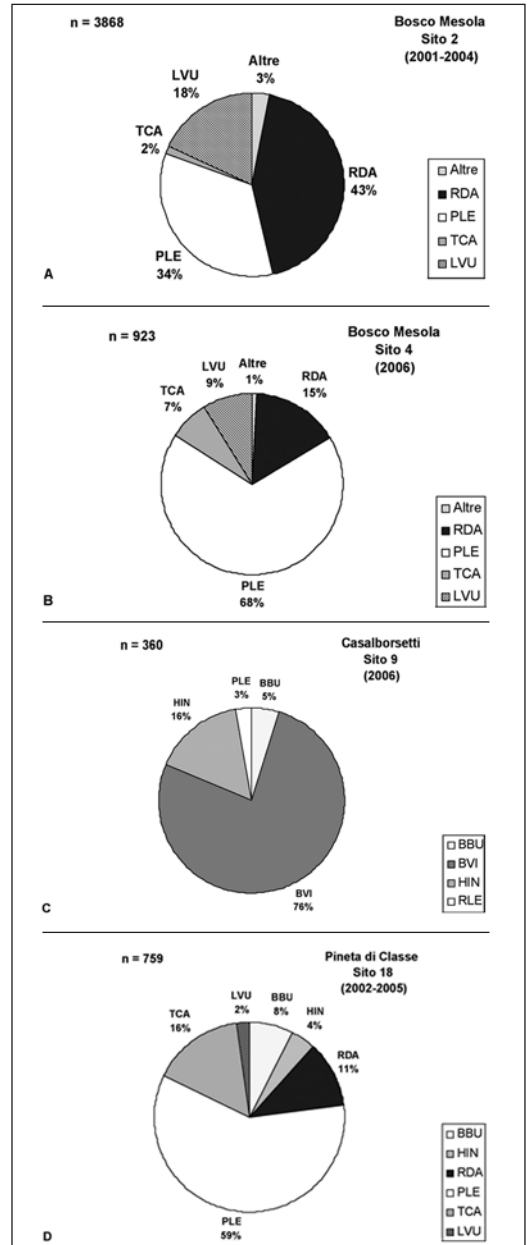 n = 3868
Bosco Mesola
Sito 2
(2001-2004)
Altre
3%
LVU
18%
TCA
2%
RDA
43%
PLE
34%
Altre
RDA
PLE
TCA
LVU
A
n = 923
Bosco Mesola
Sito 4
(2006)
LVU
9%
Altre
1%
RDA
15%
TCA
7%
PLE
68%
Altre
RDA
PLE
TCA
LVU
B
n = 360
Casalborsetti
Sito 9
(2006)
PLE
3%
BBU
5%
HIN
16%
BVI
76%
BBU
BVI
HIN
RLE
C
n = 759
Pineta di Classe
Sito 18
(2002-2005)
TCA
16%
LVU
2%
BBU
8%
HIN
4%
RDA
11%
PLE
59%
BBU
HIN
RDA
PLE
TCA
LVU
D